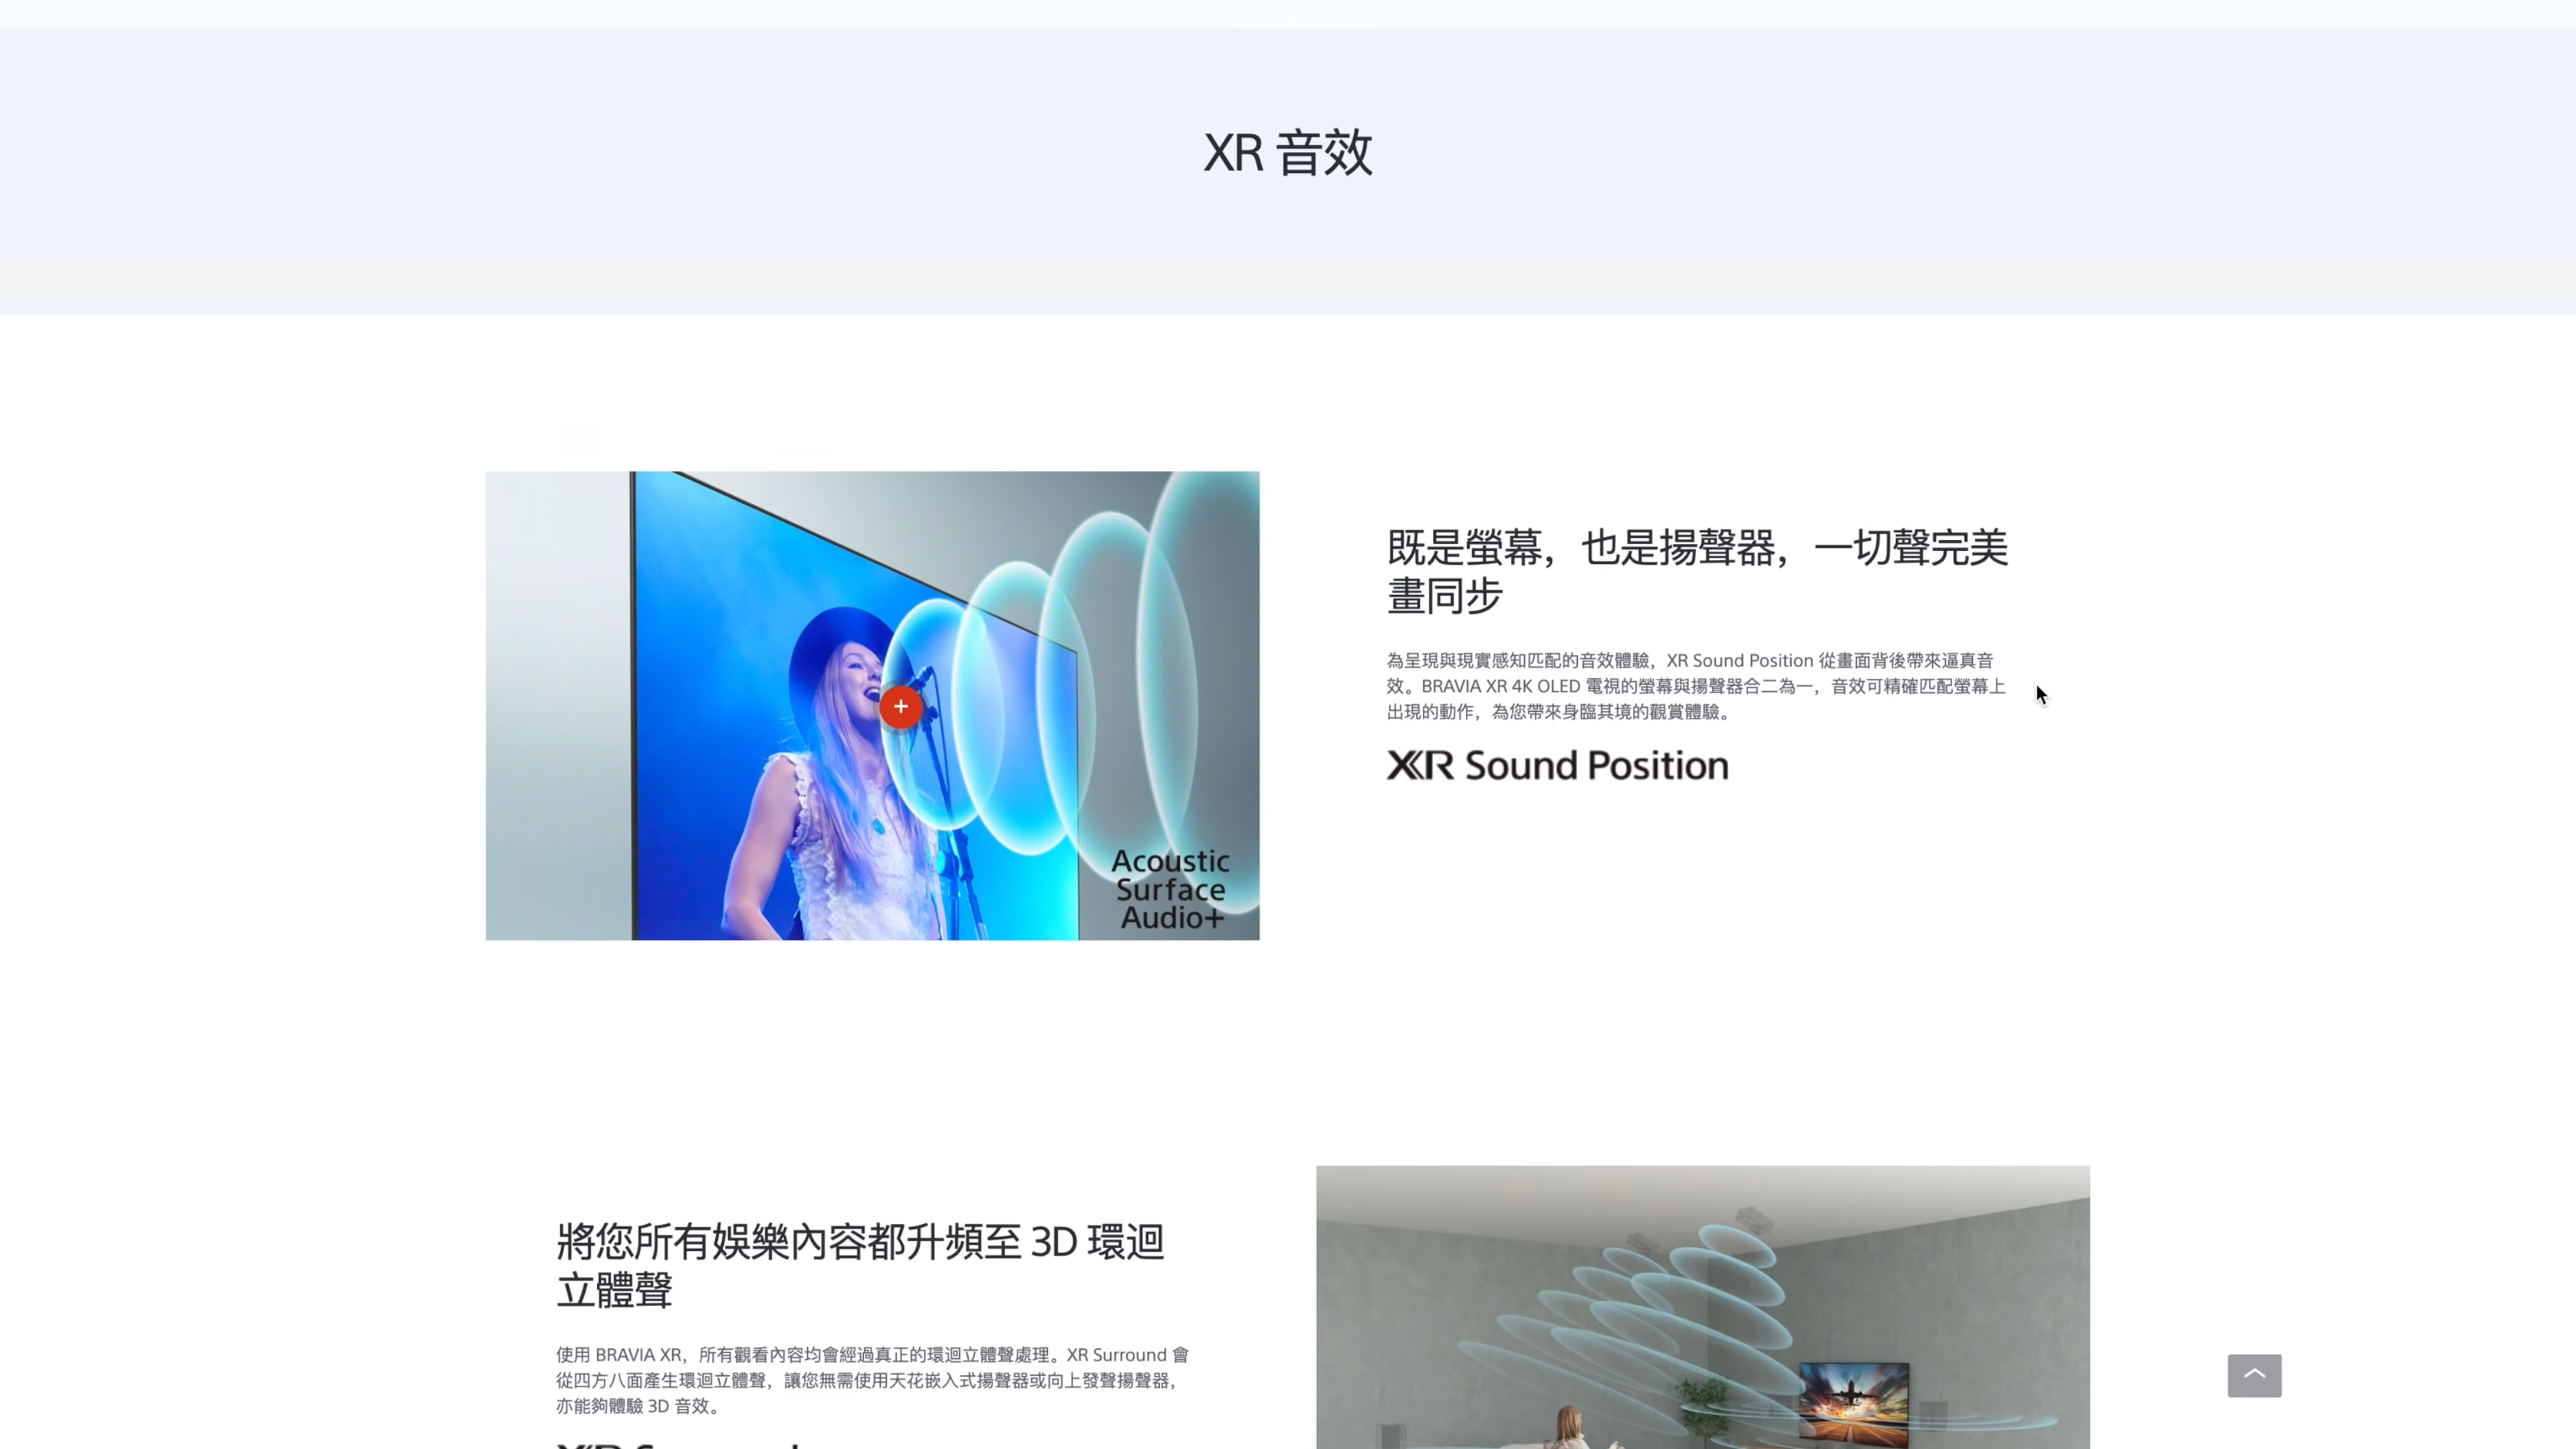 XR 音效
既是螢幕，也是揚聲器，一切聲完美
畫同步
為呈現與現實感知匹配的音效體驗，XR Sound Position 從畫面背後帶來逼真音
效。BRAVIA XR 4K OLED 電視的螢幕與揚聲器合二為一，音效可精確匹配螢幕上
出現的動作，為您帶來身臨其境的觀賞體驗。
XR Sound Position
Acoustic
Surface
Audio+
將您所有娛樂內容都升頻至 3D 環迴
立體聲
使用 BRAVIA XR，所有觀看內容均會經過真正的環迴立體聲處理。XR Surround 會
從四方八面產生環迴立體聲，讓您無需使用天花嵌入式揚聲器或向上發聲揚聲器，
亦能夠體驗 3D 音效。